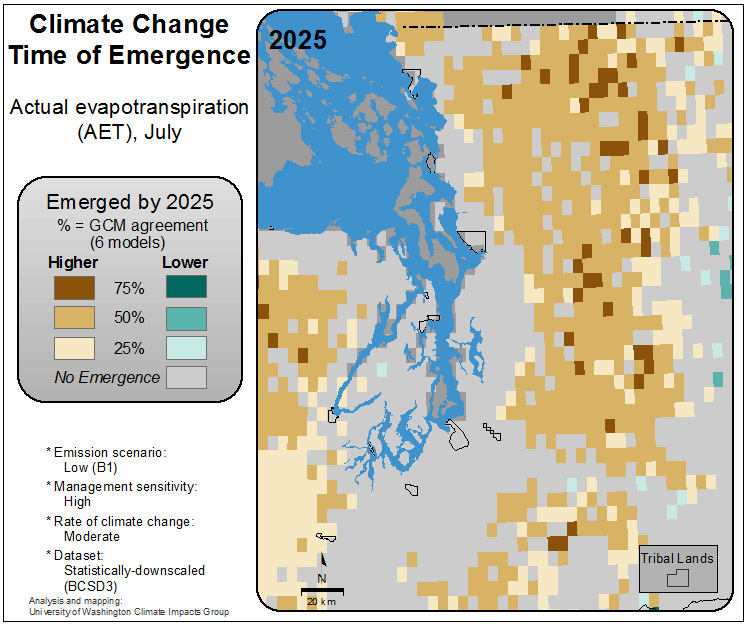 Climate Change
Time of Emergence
Actual evapotranspiration
(AET), July
Emerged by 2025
% = GCM agreement
(6 models)
Higher Lower
75%
50%
25%
No Emergence
* Emission scenario:
Low (B1)
* Management sensitivity:
High
* Rate of climate change:
Moderate
* Dataset:
Statistically-downscaled
(BCSD3)
Analysis and mapping:
University of Washington Climate Impacts Group
2025
N
20 km
Tribal Lands